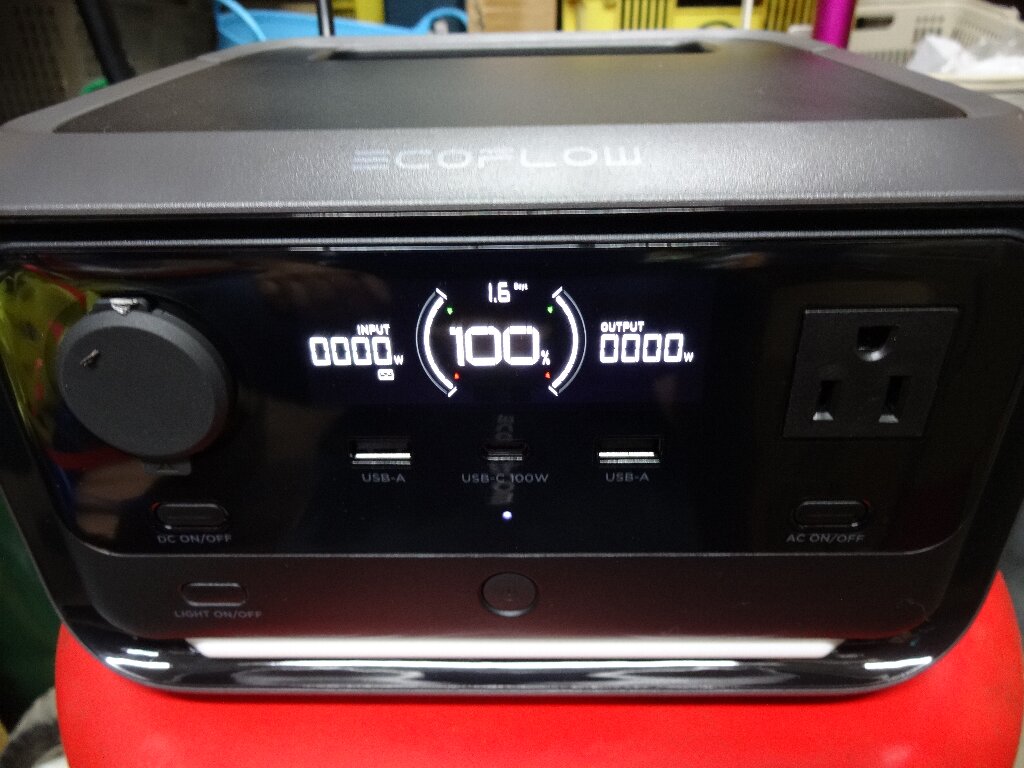 ECOFLOW
1.6 Days
INPUT
0000W
100%
OUTPUT
0000W
USB-A
USB-C 100W
USB-A
DC ON/OFF
AC ON/OFF
LIGHT ON/OFF